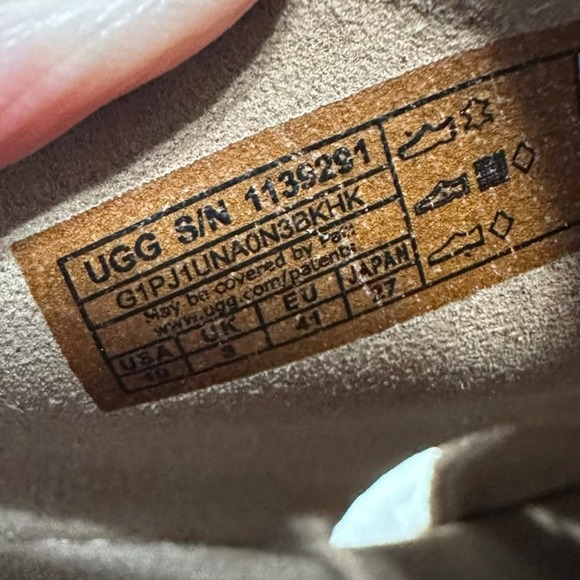 UGG S/N 1139291
G1PJ1UNA0N3BKHK
May be covered by Pat:
www.ugg.com/patents
USA UK EU JAPAN
10 8 41 27